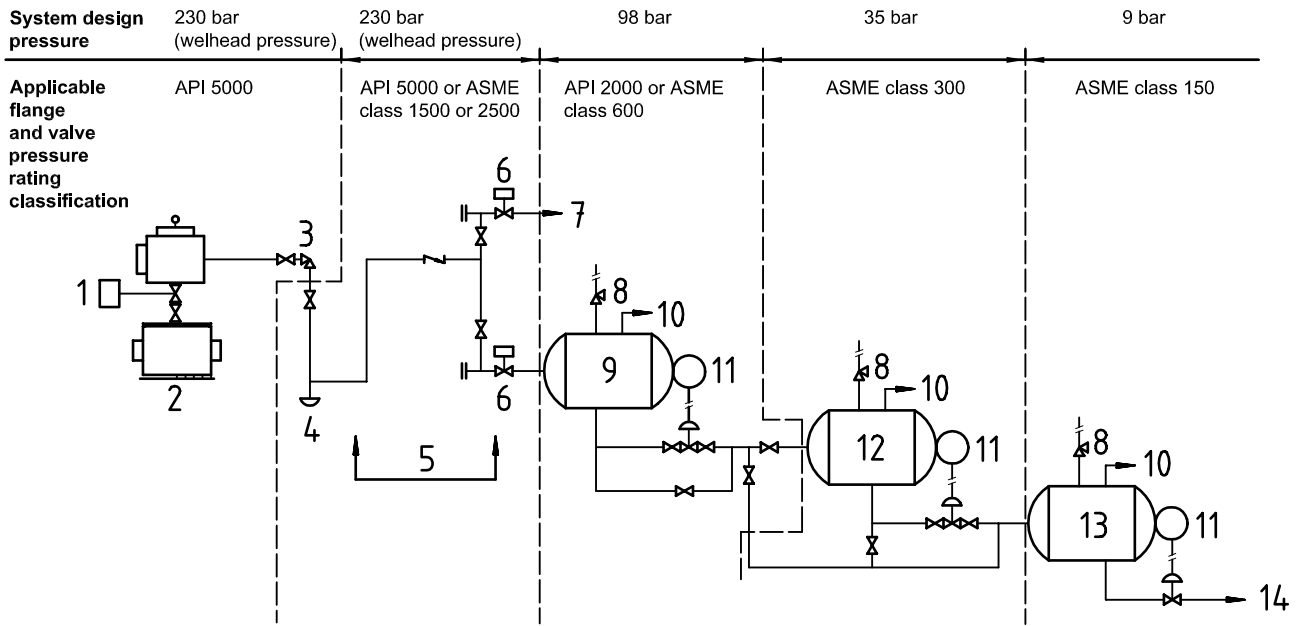 System design pressure
230 bar (welhead pressure)
230 bar (welhead pressure)
98 bar
35 bar
9 bar
Applicable flange and valve pressure rating classification
API 5000
API 5000 or ASME class 1500 or 2500
API 2000 or ASME class 600
ASME class 300
ASME class 150
1
2
3
4
5
6
7
6
8
10
9
11
8
10
12
11
8
10
13
11
14